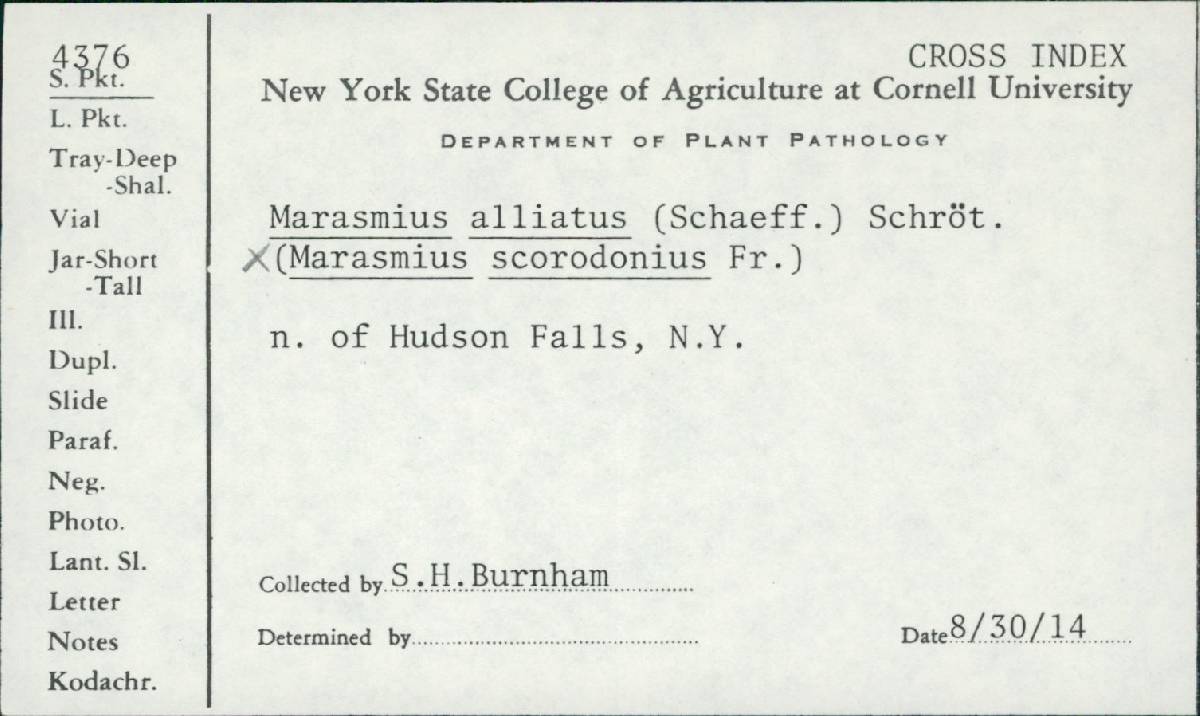 4376
S. Pkt.
L. Pkt.
Tray-Deep
-Shal.
Vial
Jar-Short
-Tall
Ill.
Dupl.
Slide
Paraf.
Neg.
Photo.
Lant. Sl.
Letter
Notes
Kodachr.
CROSS INDEX
New York State College of Agriculture at Cornell University
DEPARTMENT OF PLANT PATHOLOGY
Marasmius alliatus (Schaeff.) Schröt.
X(Marasmius scorodonius Fr.)
n. of Hudson Falls, N.Y.
Collected by S.H.Burnham
Determined by
Date 8/30/14